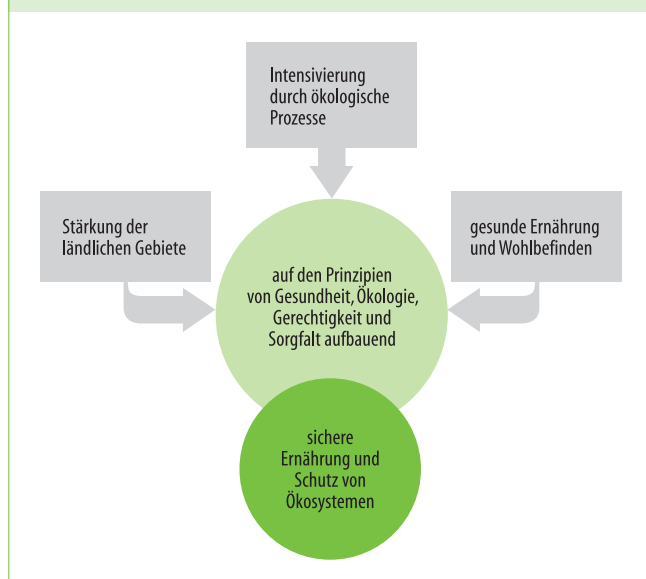 Intensivierung
durch ökologische
Prozesse
Stärkung der
ländlichen Gebiete
gesunde Ernährung
und Wohlbefinden
auf den Prinzipien
von Gesundheit, Ökologie,
Gerechtigkeit und
Sorgfalt aufbauend
sichere
Ernährung und
Schutz von
Ökosystemen